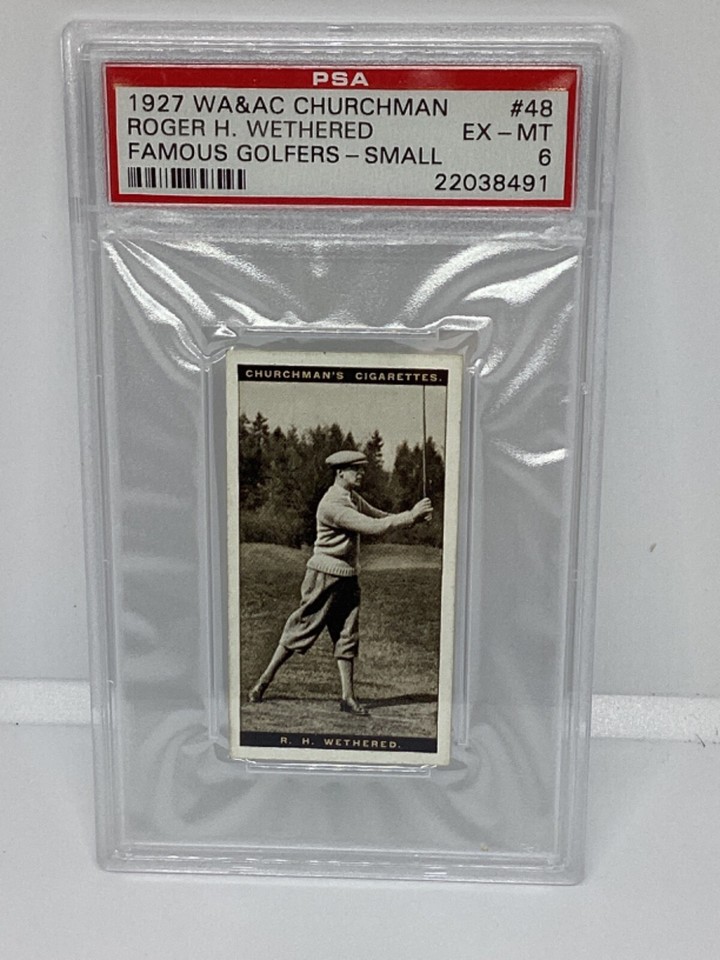 PSA
1927 WA&AC CHURCHMAN #48
ROGER H. WETHERED EX-MT
FAMOUS GOLFERS-SMALL 6
22038491
CHURCHMAN'S CIGARETTES.
R. H. WETHERED.